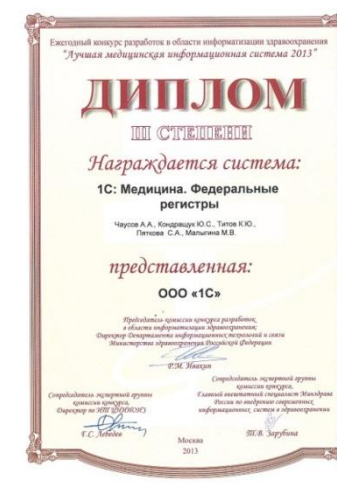 Ежегодный конкурс разработок в области информатизации здравоохранения
"Лучшая медицинская информационная система 2013"
ДИПЛОМ
III СТЕПЕНИ
Награждается система:
1С: Медицина. Федеральные
регистры
Чаусов А.А., Кондращук Ю.С., Титов К.Ю.,
Пяткова С.А., Малыгина М.В.
представленная:
ООО «1С»
Председатель комиссии конкурса разработок
в области информатизации здравоохранения;
Директор Департамента информационных технологий и связи
Министерства здравоохранения Российской Федерации
Р.М. Ивакин
Сопредседатель экспертной группы
комиссии конкурса,
Директор по
Г.С. Лебедев
Сопредседатель экспертной группы
комиссии конкурса,
Главный внештатный специалист Минздрава
России по внедрению современных
информационных систем в здравоохранении
Т.В. Зарубина
Москва
2013